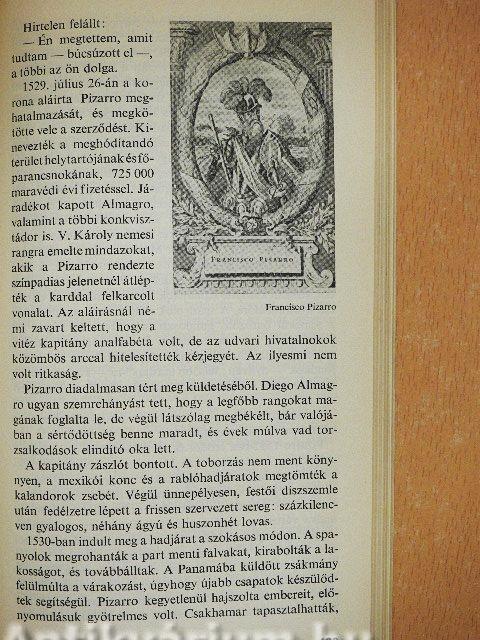 Hirtelen felállt:
— Én megtettem, amit
tudtam — búcsúzott el —,
a többi az ön dolga.
1529. július 26-án a ko-
rona aláírta Pizarro meg-
hatalmazását, és megkö-
tötte vele a szerződést. Ki-
nevezték a meghódítandó
terület helytartójának és fő-
parancsnokának, 725 000
maravédi évi fizetéssel. Já-
radékot kapott Almagro,
valamint a többi konkvisz-
tádor is. V. Károly nemesi
rangra emelte mindazokat,
akik a Pizarro rendezte
színpadias jelenetnél átlép-
ték a karddal felkarcolt
vonalat. Az aláírásnál né-
mi zavart keltett, hogy a
FRANCISCO PISARRO
Francisco Pizarro
vitéz kapitány analfabéta volt, de az udvari hivatalnokok
közömbös arccal hitelesítették kézjegyét. Az ilyesmi nem
volt ritkaság.
Pizarro diadalmasan tért meg küldetéséből. Diego Almag-
ro ugyan szemrehányást tett, hogy a legfőbb rangokat ma-
gának foglalta le, de végül látszólag megbékélt, bár valójá-
ban a sértődöttség benne maradt, és évek múlva vad tor-
zsalkodások elindító oka lett.
A kapitány zászlót bontott. A toborzás nem ment köny-
nyen, a mexikói konc és a rablóhadjáratok megtömték a
kalandorok zsebét. Végül ünnepélyesen, festői díszszemle
után fedélzetre lépett a frissen szervezett sereg: százkilenc-
ven gyalogos, néhány ágyú és huszonhét lovas.
1530-ban indult meg a hadjárat a szokásos módon. A spa-
nyolok megrohanták a part menti falvakat, kirabolták a la-
kosságot, és továbbálltak. A Panamába küldött zsákmány
felülmúlta a várakozást, úgyhogy újabb csapatok készülőd-
tek segítségül. Pizarro kegyetlenül hajszolta embereit, elő-
nyomulásuk gyötrelmes volt. Csakhamar tapasztalhatták,